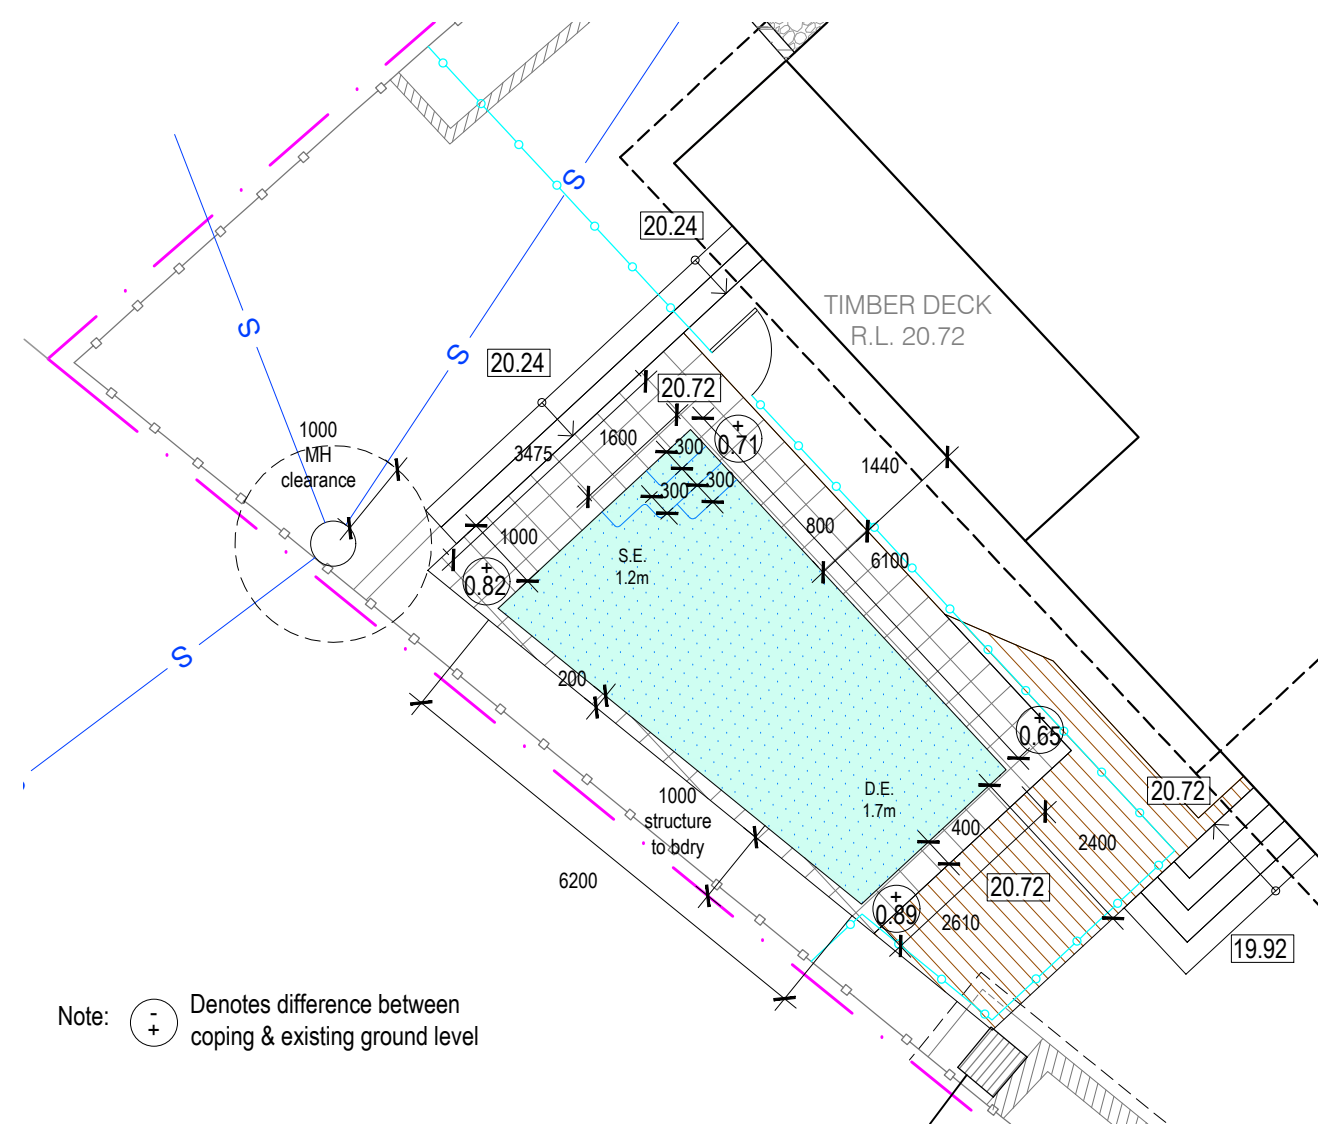 S
20.24
TIMBER DECK
R.L. 20.72
S
S
20.24
20.72
1000
MH
clearance
3475
1600
300
+
0.71
300
300
1440
800
6100
1000
+
0.82
S.E.
1.2m
S
200
+
0.65
D.E.
1.7m
20.72
1000
structure
to bdry
400
2400
6200
20.72
+
0.89
2610
19.92
Note:
-
+
Denotes difference between
coping & existing ground level